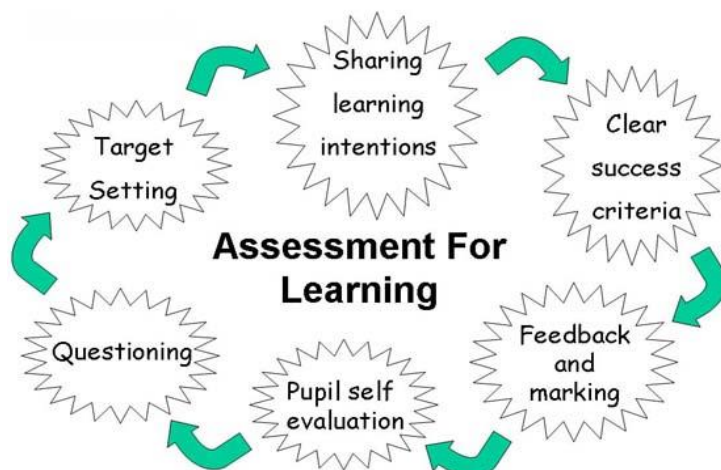 Sharing
learning
intentions
Clear
success
criteria
Feedback
and
marking
Pupil self
evaluation
Questioning
Target
Setting
Assessment For
Learning